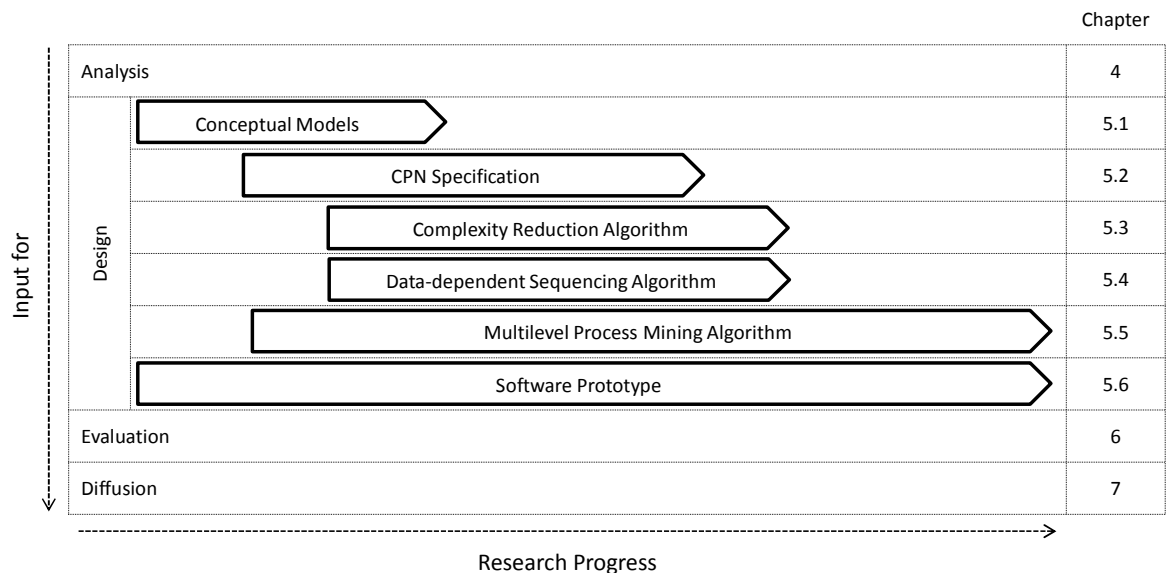 Chapter
Analysis 4
Conceptual Models 5.1
CPN Specification 5.2
Complexity Reduction Algorithm 5.3
Data-dependent Sequencing Algorithm 5.4
Multilevel Process Mining Algorithm 5.5
Software Prototype 5.6
Design
Input for
Evaluation 6
Diffusion 7
Research Progress